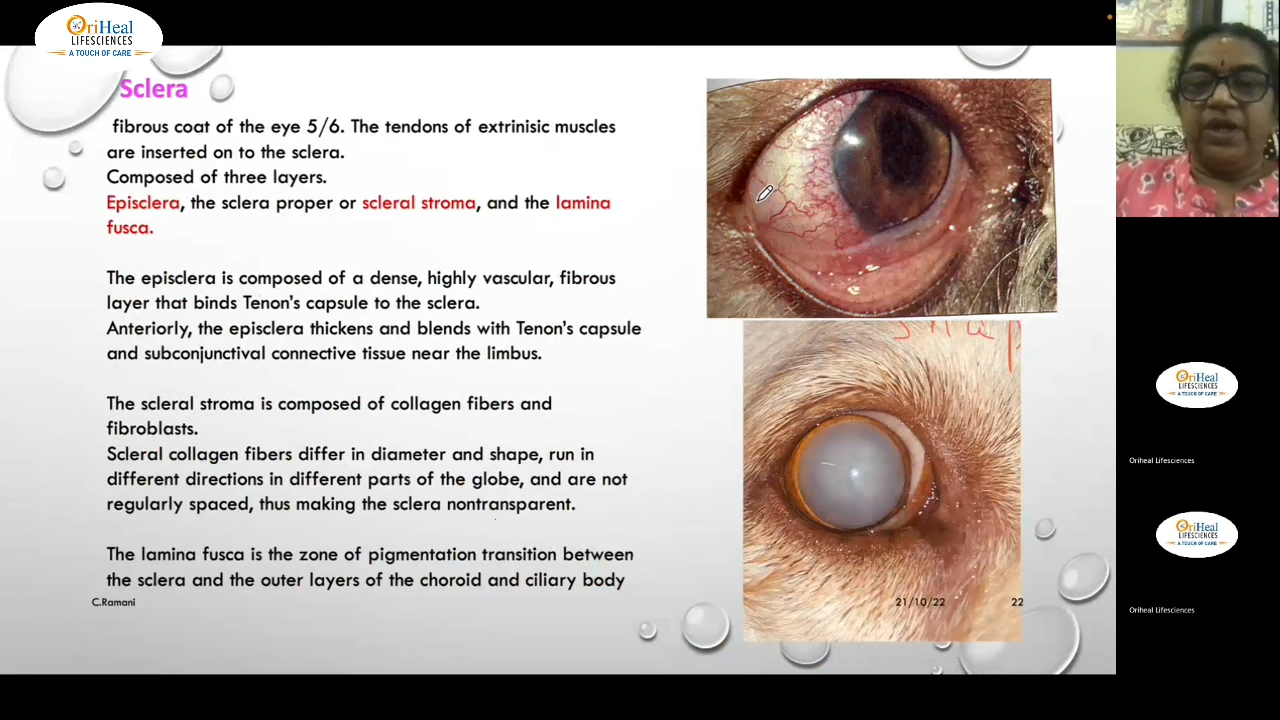 OriHeal
LIFESCIENCES
A TOUCH OF CARE
Sclera
fibrous coat of the eye 5/6. The tendons of extrinisic muscles
are inserted on to the sclera.
Composed of three layers.
Episclera, the sclera proper or scleral stroma, and the lamina
fusca.
The episclera is composed of a dense, highly vascular, fibrous
layer that binds Tenon's capsule to the sclera.
Anteriorly, the episclera thickens and blends with Tenon's capsule
and subconjunctival connective tissue near the limbus.
The scleral stroma is composed of collagen fibers and
fibroblasts.
Scleral collagen fibers differ in diameter and shape, run in
different directions in different parts of the globe, and are not
regularly spaced, thus making the sclera nontransparent.
The lamina fusca is the zone of pigmentation transition between
the sclera and the outer layers of the choroid and ciliary body
C.Ramani
21/10/22
22
OriHeal
LIFESCIENCES
A TOUCH OF CARE
Oriheal Lifesciences
OriHeal
LIFESCIENCES
A TOUCH OF CARE
Oriheal Lifesciences